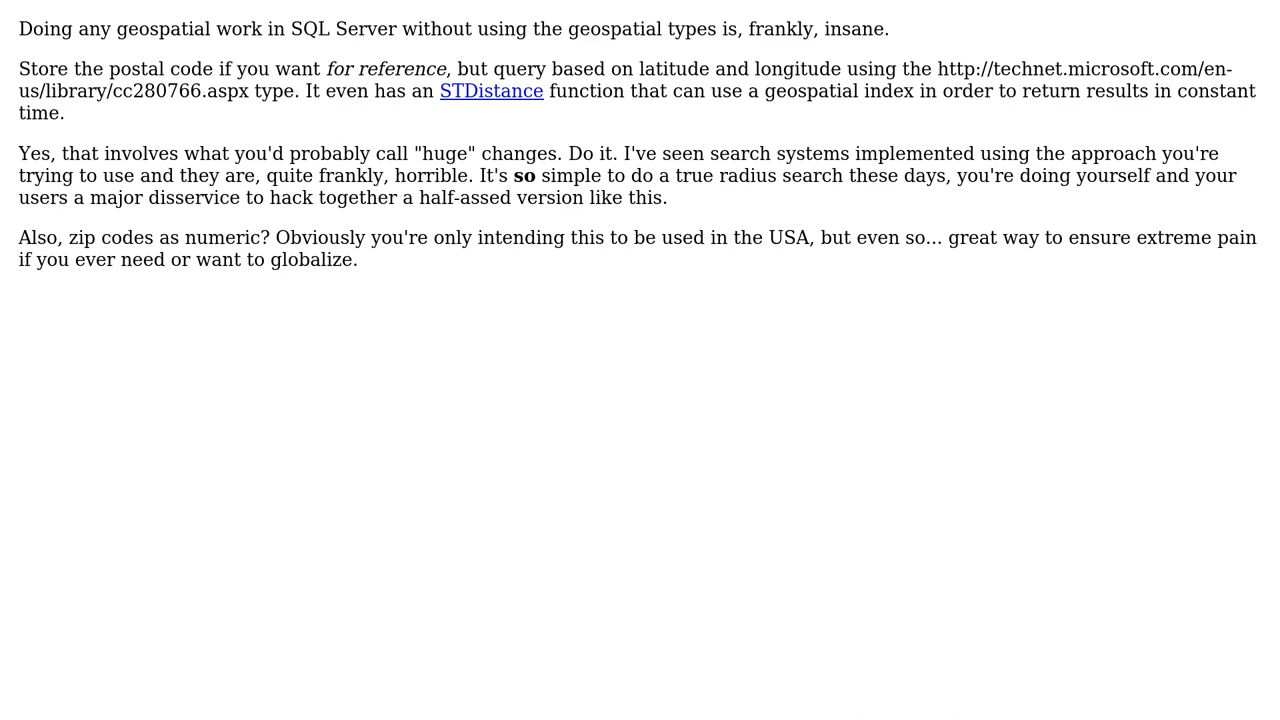 Doing any geospatial work in SQL Server without using the geospatial types is, frankly, insane.
Store the postal code if you want for reference, but query based on latitude and longitude using the http://technet.microsoft.com/en-
us/library/cc280766.aspx type. It even has an STDistance function that can use a geospatial index in order to return results in constant
time.
Yes, that involves what you'd probably call "huge" changes. Do it. I've seen search systems implemented using the approach you're
trying to use and they are, quite frankly, horrible. It's so simple to do a true radius search these days, you're doing yourself and your
users a major disservice to hack together a half-assed version like this.
Also, zip codes as numeric? Obviously you're only intending this to be used in the USA, but even so... great way to ensure extreme pain
if you ever need or want to globalize.